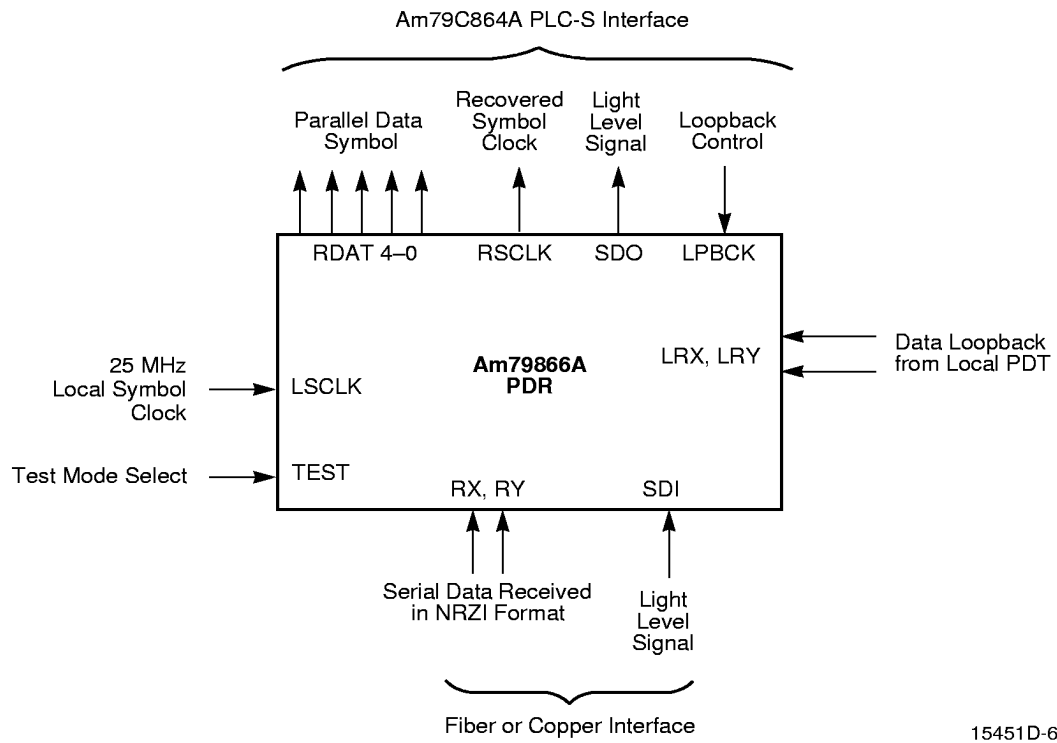 Am79C864A PLC-S Interface
Parallel Data
Symbol
Recovered
Symbol
Clock
Light
Level
Signal
Loopback
Control
RDAT 4–0
RSCLK
SDO
LPBCK
25 MHz
Local Symbol
Clock
LSCLK
Am79866A
PDR
LRX, LRY
Data Loopback
from Local PDT
Test Mode Select
TEST
RX, RY
SDI
Serial Data Received
in NRZI Format
Light
Level
Signal
Fiber or Copper Interface
15451D-6